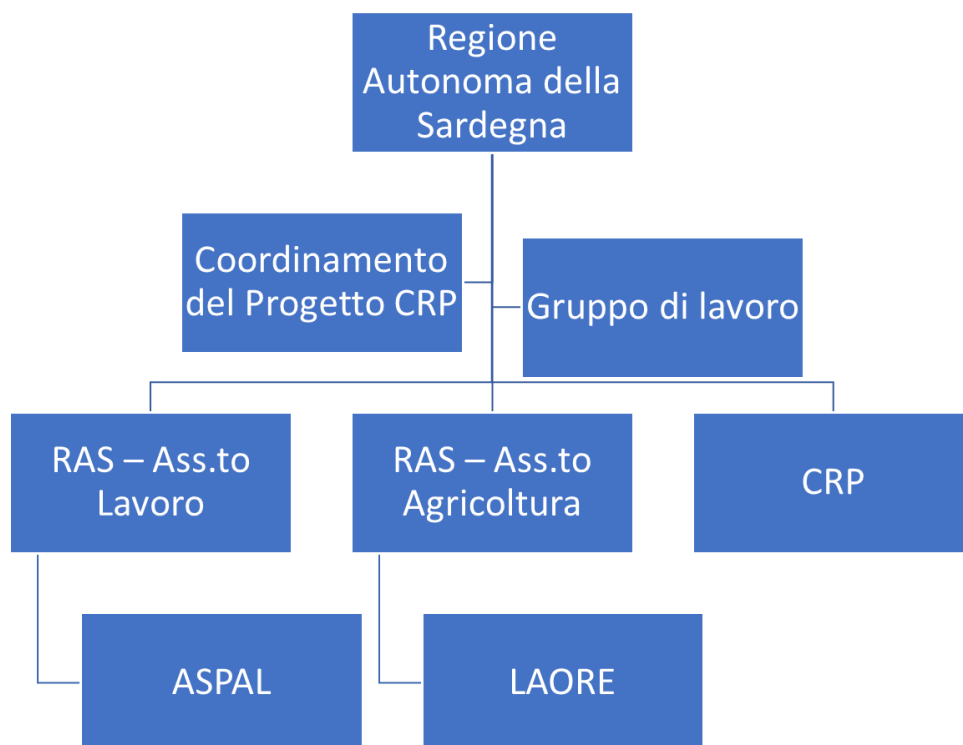 Regione
Autonoma della
Sardegna
Coordinamento
del Progetto CRP
Gruppo di lavoro
RAS – Ass.to
Lavoro
RAS – Ass.to
Agricoltura
CRP
ASPAL
LAORE